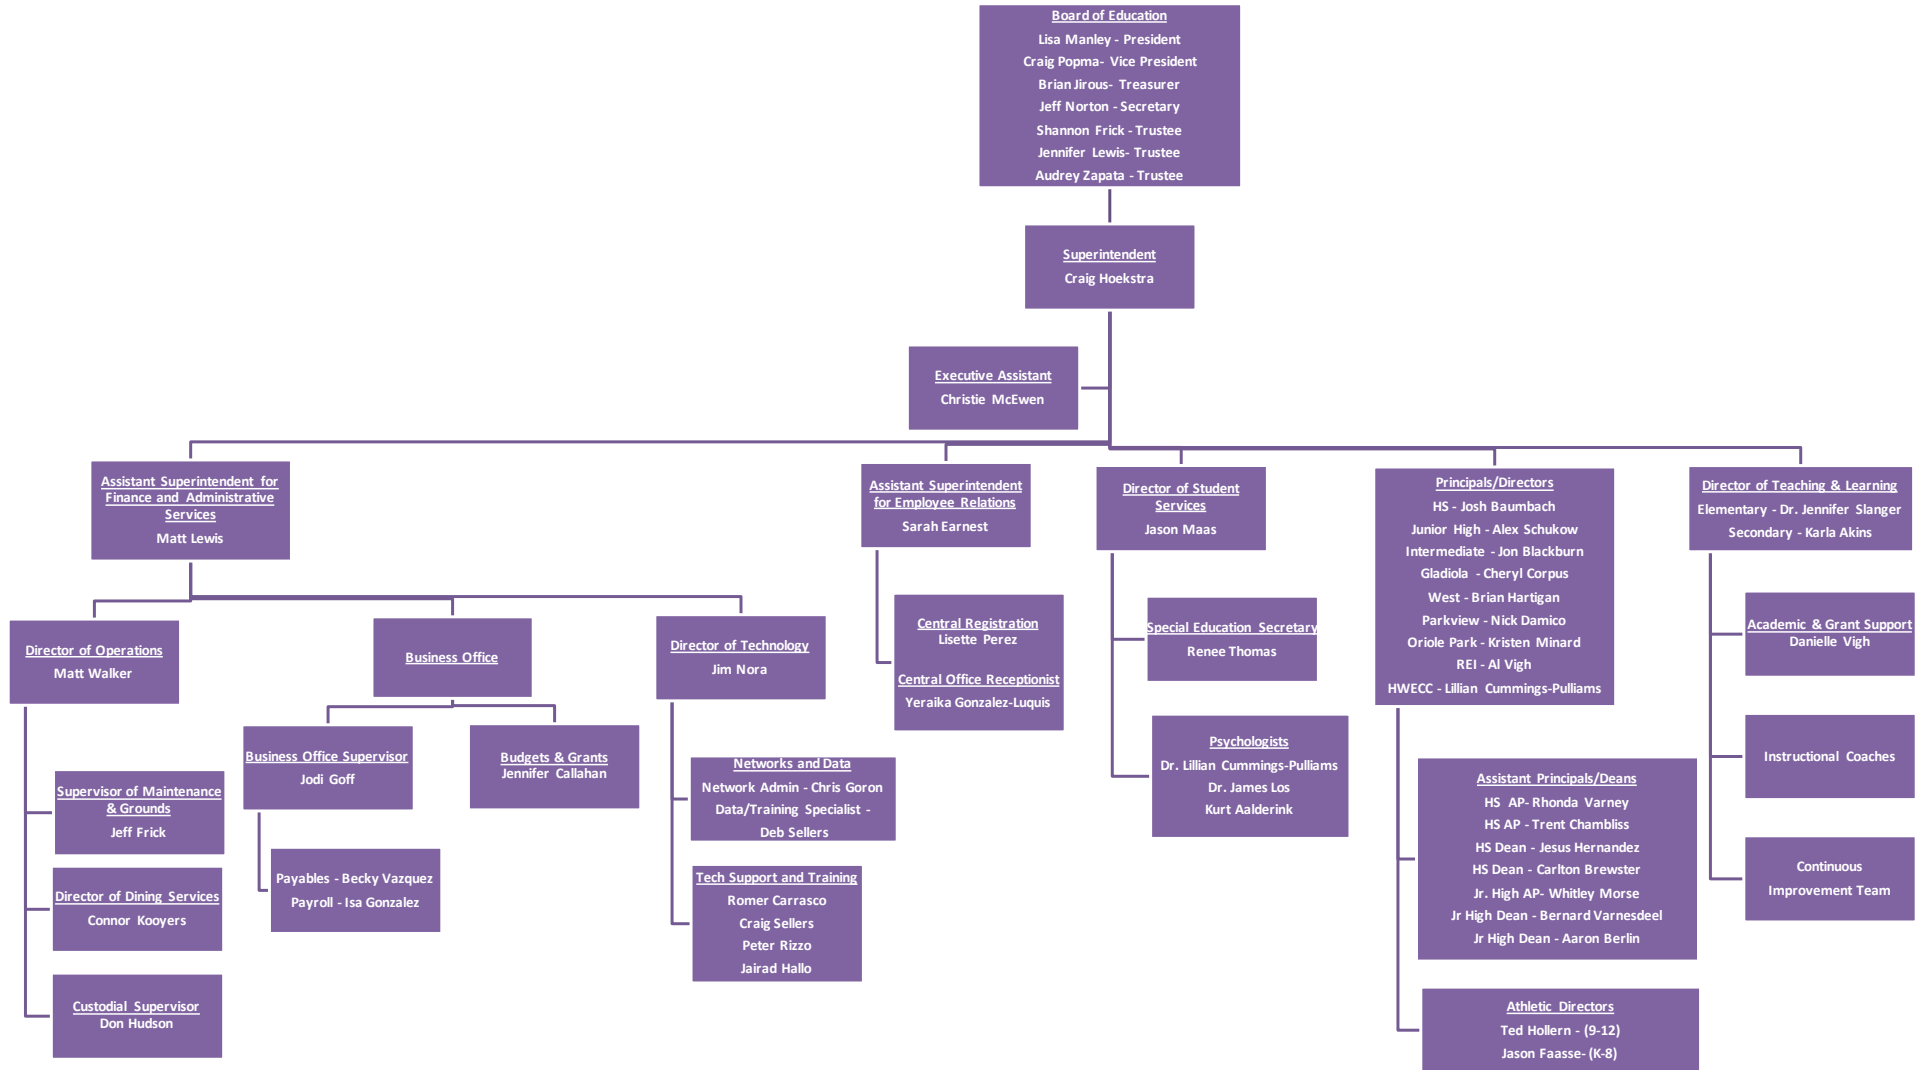 Board of Education
Lisa Manley - President
Craig Popma- Vice President
Brian Jirous- Treasurer
Jeff Norton - Secretary
Shannon Frick - Trustee
Jennifer Lewis- Trustee
Audrey Zapata - Trustee
Superintendent
Craig Hoekstra
Executive Assistant
Christie McEwen
Assistant Superintendent for
Finance and Administrative
Services
Matt Lewis
Assistant Superintendent
for Employee Relations
Sarah Earnest
Director of Student
Services
Jason Maas
Principals/Directors
HS - Josh Baumbach
Junior High - Alex Schukow
Intermediate - Jon Blackburn
Gladiola - Cheryl Corpus
West - Brian Hartigan
Parkview - Nick Damico
Oriole Park - Kristen Minard
REI - Al Vigh
HWECC - Lillian Cummings-Pulliams
Director of Teaching & Learning
Elementary - Dr. Jennifer Slanger
Secondary - Karla Akins
Director of Operations
Matt Walker
Business Office
Director of Technology
Jim Nora
Central Registration
Lisette Perez
Central Office Receptionist
Yeraika Gonzalez-Luquis
Special Education Secretary
Renee Thomas
Psychologists
Dr. Lillian Cummings-Pulliams
Dr. James Los
Kurt Aalderink
Academic & Grant Support
Danielle Vigh
Instructional Coaches
Continuous
Improvement Team
Supervisor of Maintenance
& Grounds
Jeff Frick
Director of Dining Services
Connor Kooyers
Custodial Supervisor
Don Hudson
Business Office Supervisor
Jodi Goff
Budgets & Grants
Jennifer Callahan
Payables - Becky Vazquez
Payroll - Isa Gonzalez
Networks and Data
Network Admin - Chris Goron
Data/Training Specialist -
Deb Sellers
Tech Support and Training
Romer Carrasco
Craig Sellers
Peter Rizzo
Jairad Hallo
Assistant Principals/Deans
HS AP- Rhonda Varney
HS AP - Trent Chambliss
HS Dean - Jesus Hernandez
HS Dean - Carlton Brewster
Jr. High AP- Whitley Morse
Jr High Dean - Bernard Varnesdeel
Jr High Dean - Aaron Berlin
Athletic Directors
Ted Hollern - (9-12)
Jason Faasse- (K-8)